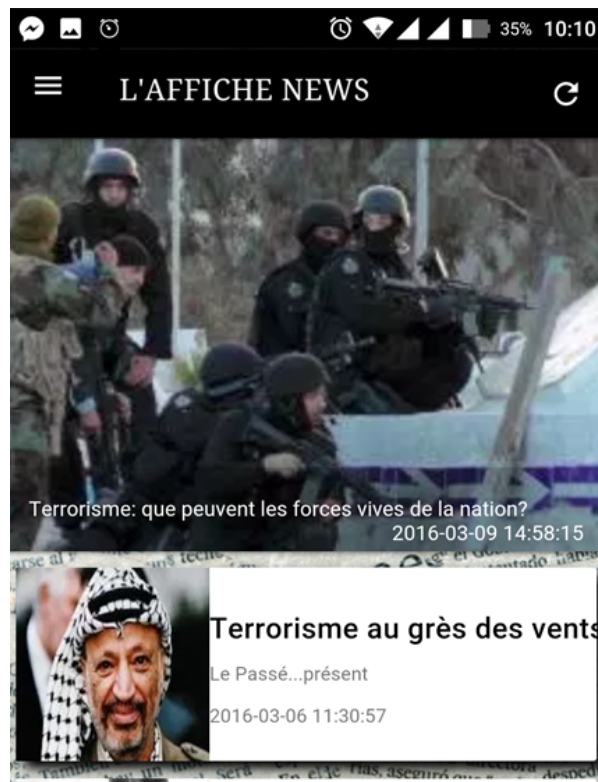 35% 10:10
L'AFFICHE NEWS
Terrorisme: que peuvent les forces vives de la nation?
2016-03-09 14:58:15
Terrorisme au grès des vents
Le Passé...présent
2016-03-06 11:30:57